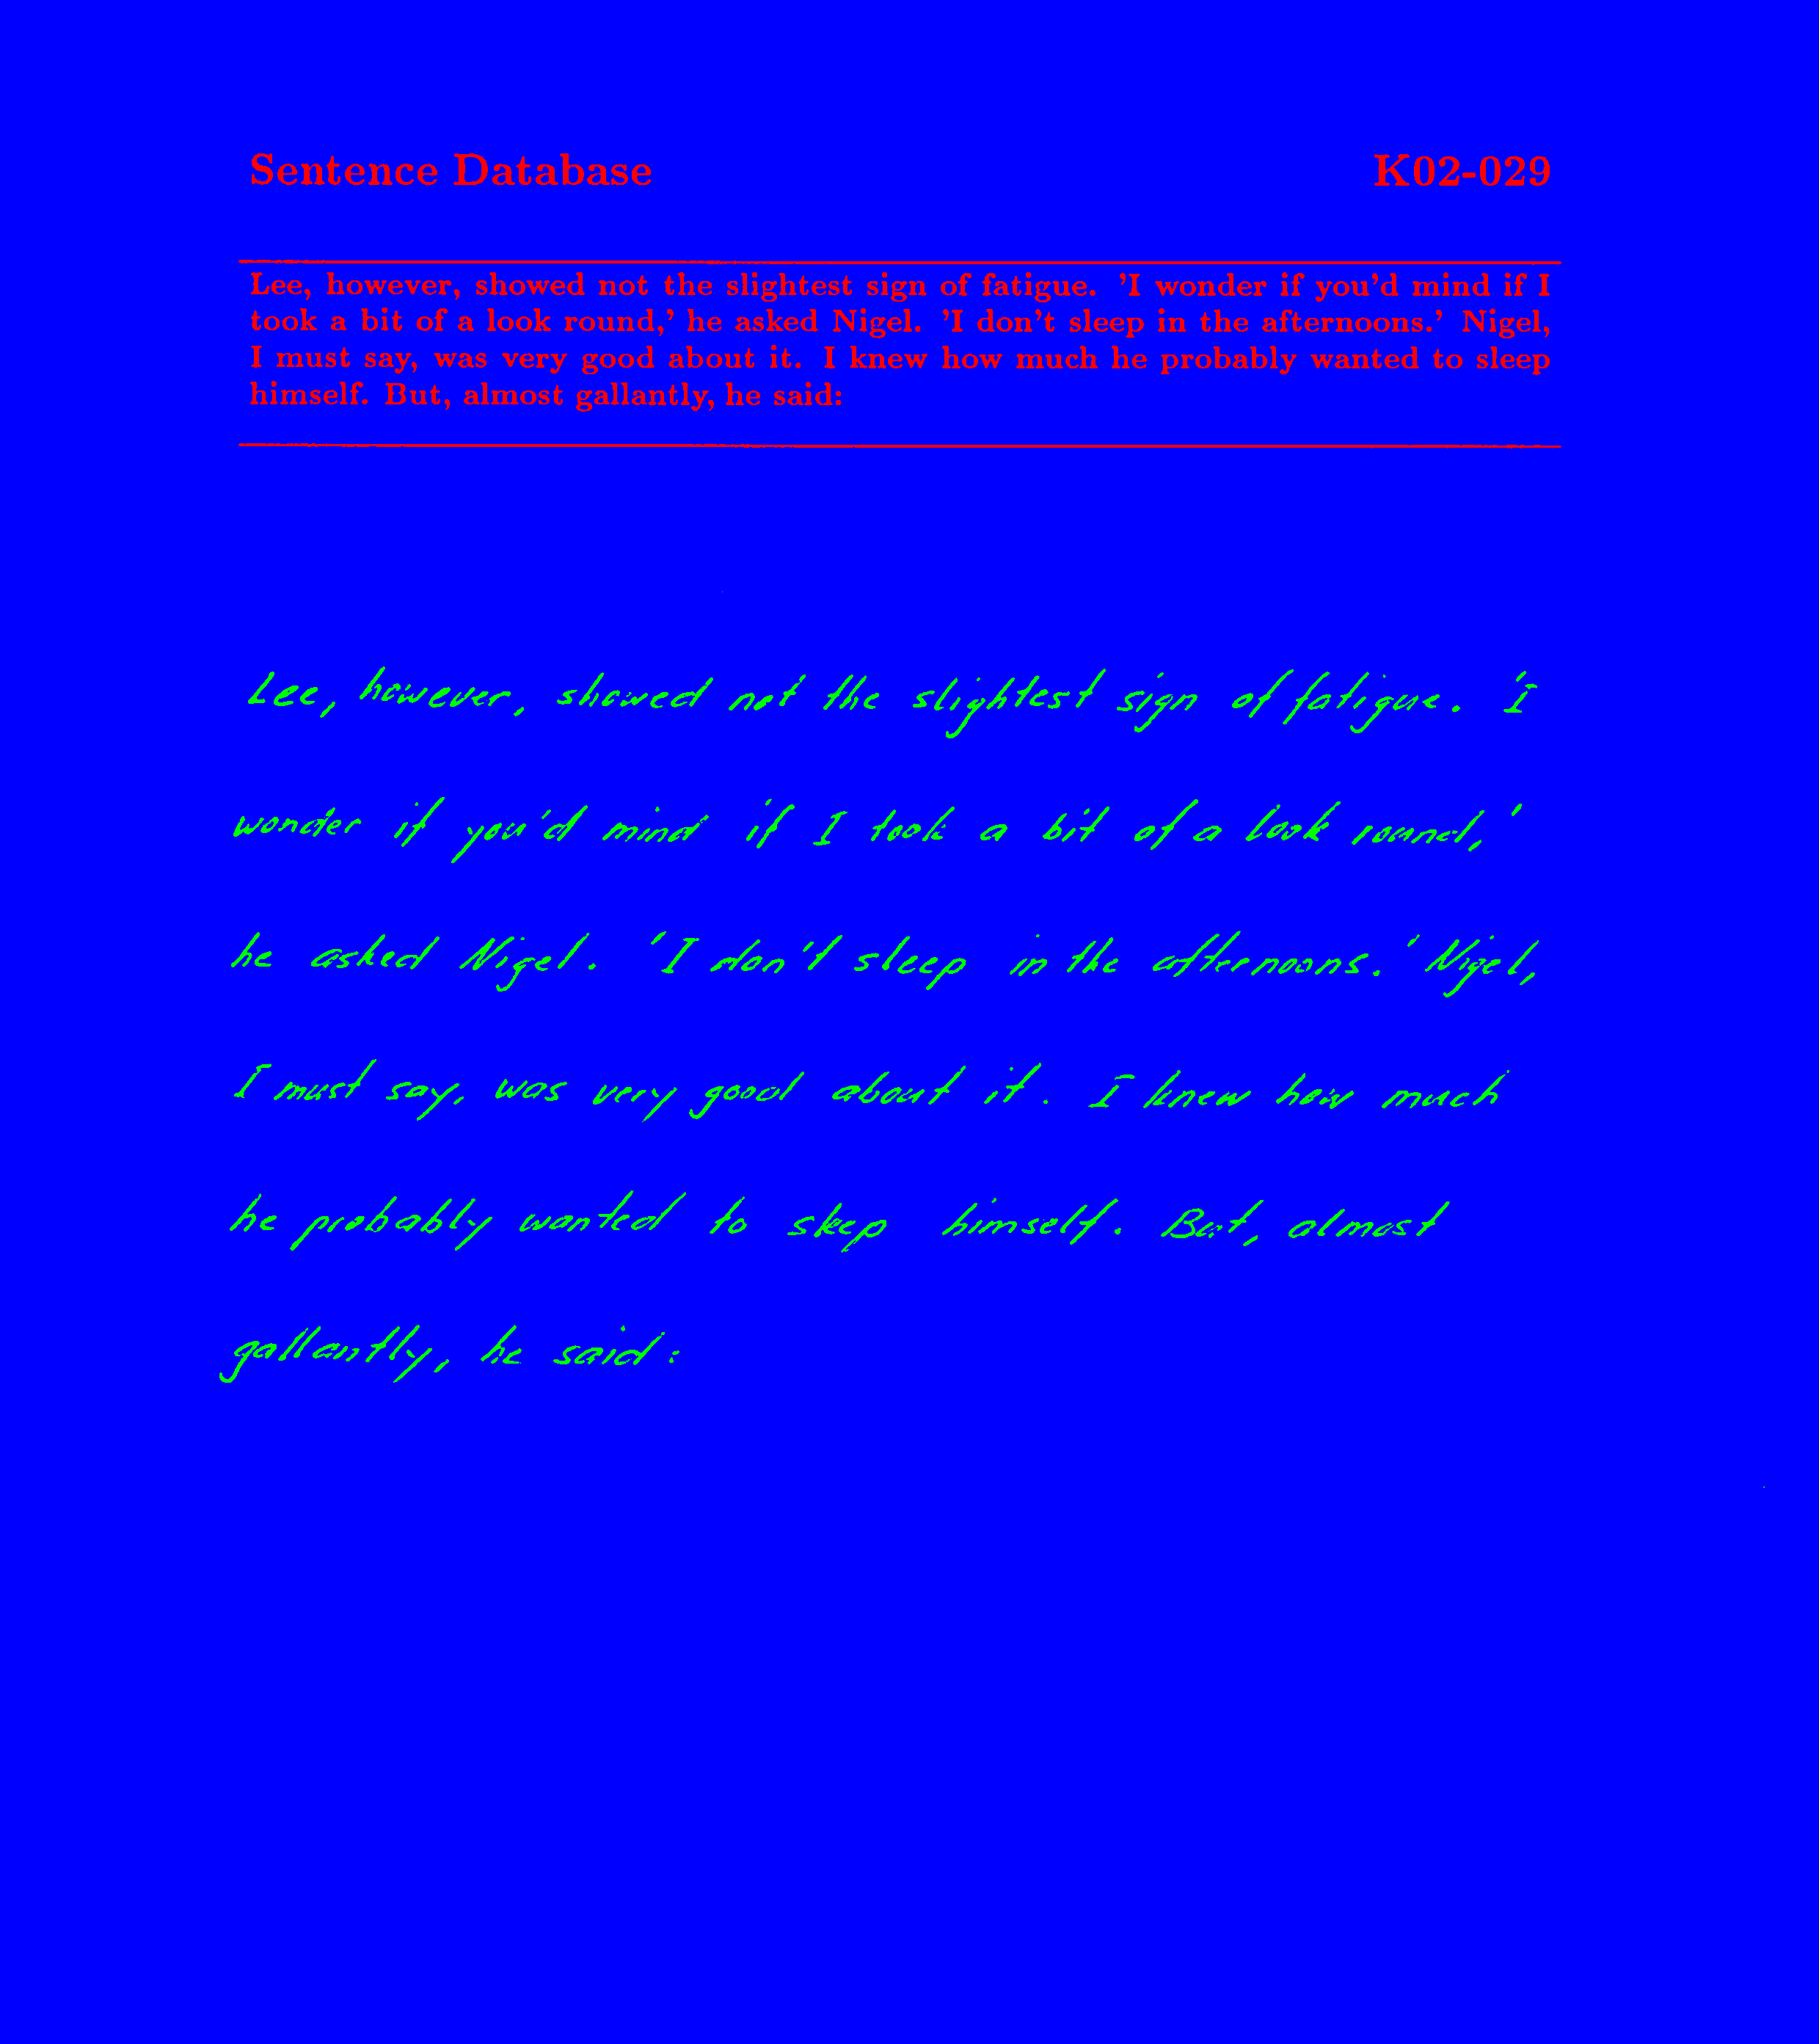 Sentence Database K02-029
Lee, however, showed not the slightest sign of fatigue. 'I wonder if you'd mind if I
took a bit of a look round,' he asked Nigel. 'I don't sleep in the afternoons.' Nigel,
I must say, was very good about it. I knew how much he probably wanted to sleep
himself. But, almost gallantly, he said:
Lee, however, showed not the slightest sign of fatigue. 'I
wonder if you'd mind if I took a bit of a look round,'
he asked Nigel. 'I don't sleep in the afternoons.' Nigel,
I must say, was very good about it. I knew how much
he probably wanted to sleep himself. But, almost
gallantly, he said: